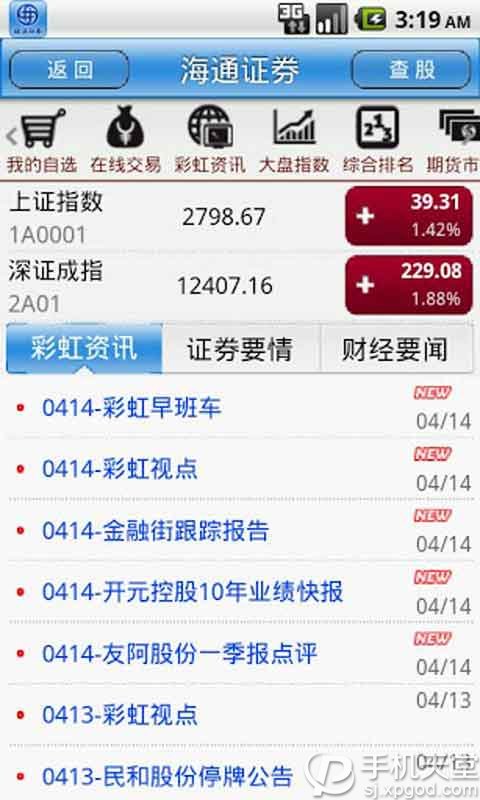 3G
3:19 AM
返回
海通证券
查股
我的自选 在线交易 彩虹资讯 大盘指数 综合排名 期货市
上证指数
1A0001
2798.67
+ 39.31
1.42%
深证成指
2A01
12407.16
+ 229.08
1.88%
彩虹资讯 证券要情 财经要闻
0414-彩虹早班车
NEW
04/14
0414-彩虹视点
NEW
04/14
0414-金融街跟踪报告
NEW
04/14
0414-开元控股10年业绩快报
NEW
04/14
0414-友阿股份一季报点评
NEW
04/14
0413-彩虹视点
04/13
0413-民和股份停牌公告
04/13
手机天堂
sj.xpgod.com